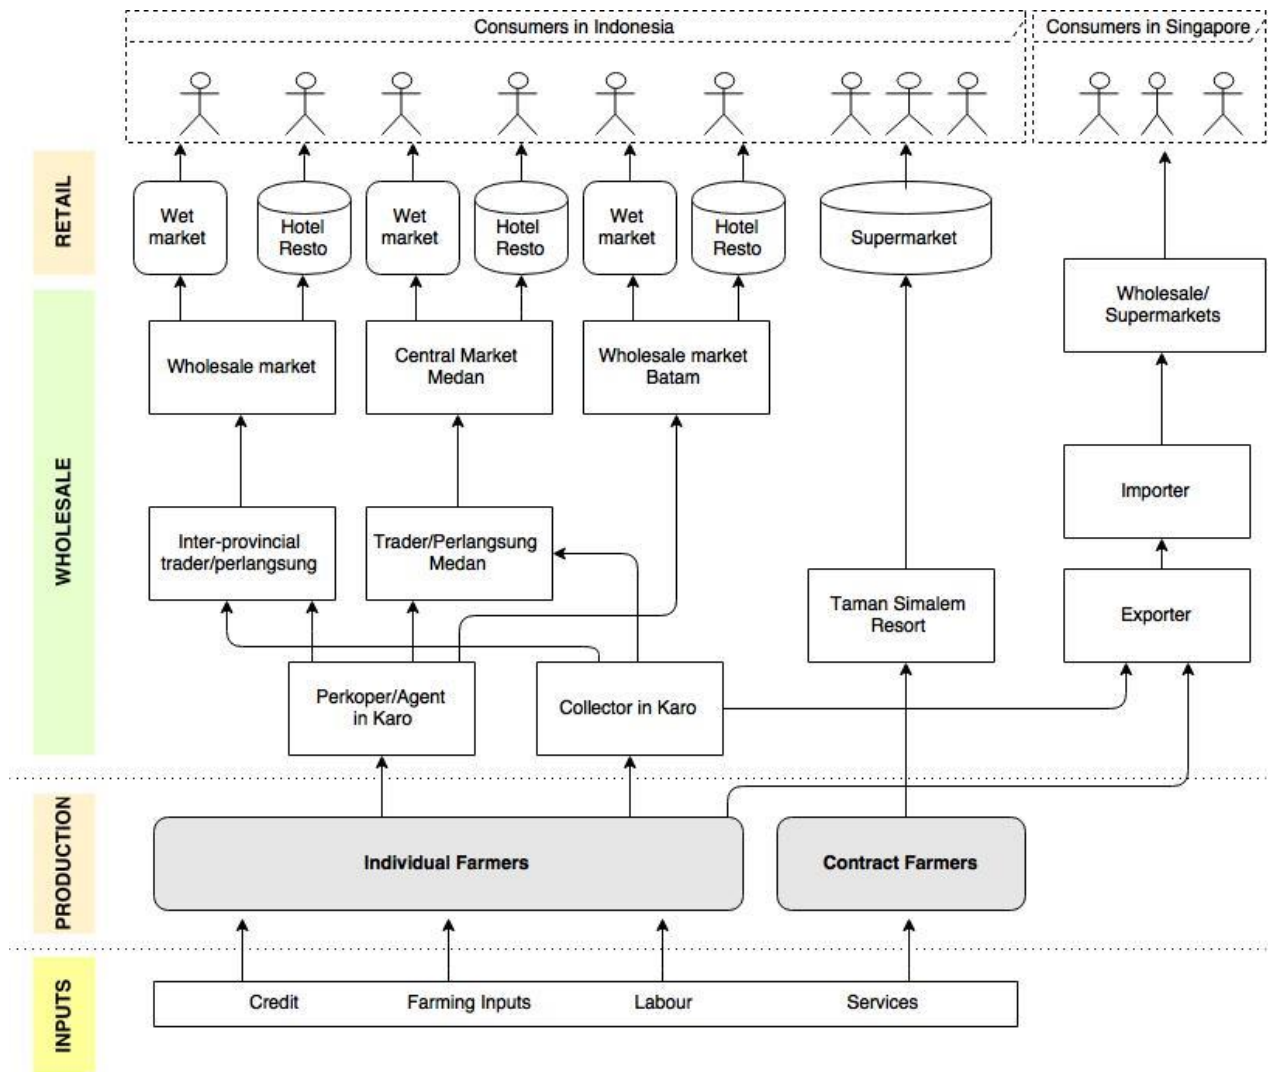 Consumers in Indonesia
Consumers in Singapore
RETAIL
Wet
market
Hotel
Resto
Wet
market
Hotel
Resto
Wet
market
Hotel
Resto
Supermarket
Wholesale/
Supermarkets
WHOLESALE
Wholesale market
Central Market
Medan
Wholesale market
Batam
Importer
Inter-provincial
trader/perlangsung
Trader/Perlangsung
Medan
Taman Simalem
Resort
Exporter
Perkoper/Agent
in Karo
Collector in Karo
PRODUCTION
Individual Farmers
Contract Farmers
INPUTS
Credit
Farming Inputs
Labour
Services